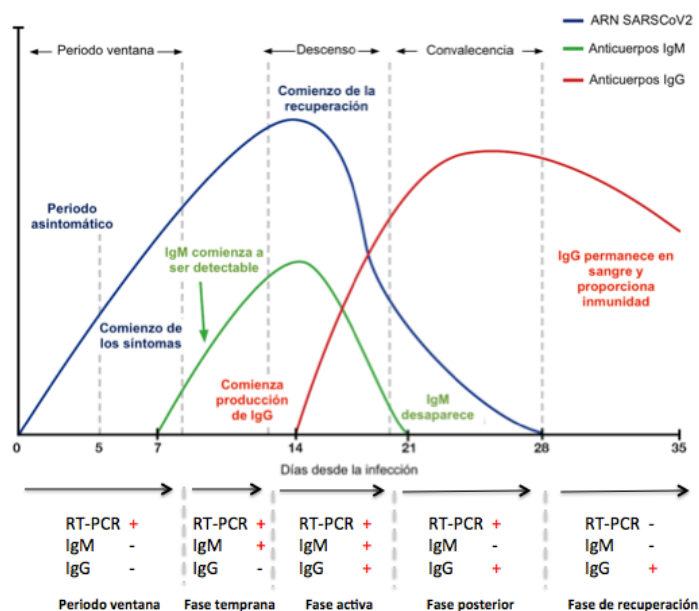 ARN SARSCoV2
Anticuerpos IgM
Anticuerpos IgG
Periodo ventana
Descenso
Convalecencia
Comienzo de la
recuperación
Periodo
asintomático
IgM comienza a
ser detectable
Comienzo de
los síntomas
IgG permanece en
sangre y
proporciona
inmunidad
Comienza
producción
de IgG
IgM
desaparece
0 5 7 14 21 28 35
Días desde la infección
RT-PCR + RT-PCR + RT-PCR + RT-PCR + RT-PCR -
IgM - IgM + IgM + IgM - IgM -
IgG - IgG - IgG + IgG + IgG +
Periodo ventana Fase temprana Fase activa Fase posterior Fase de recuperación